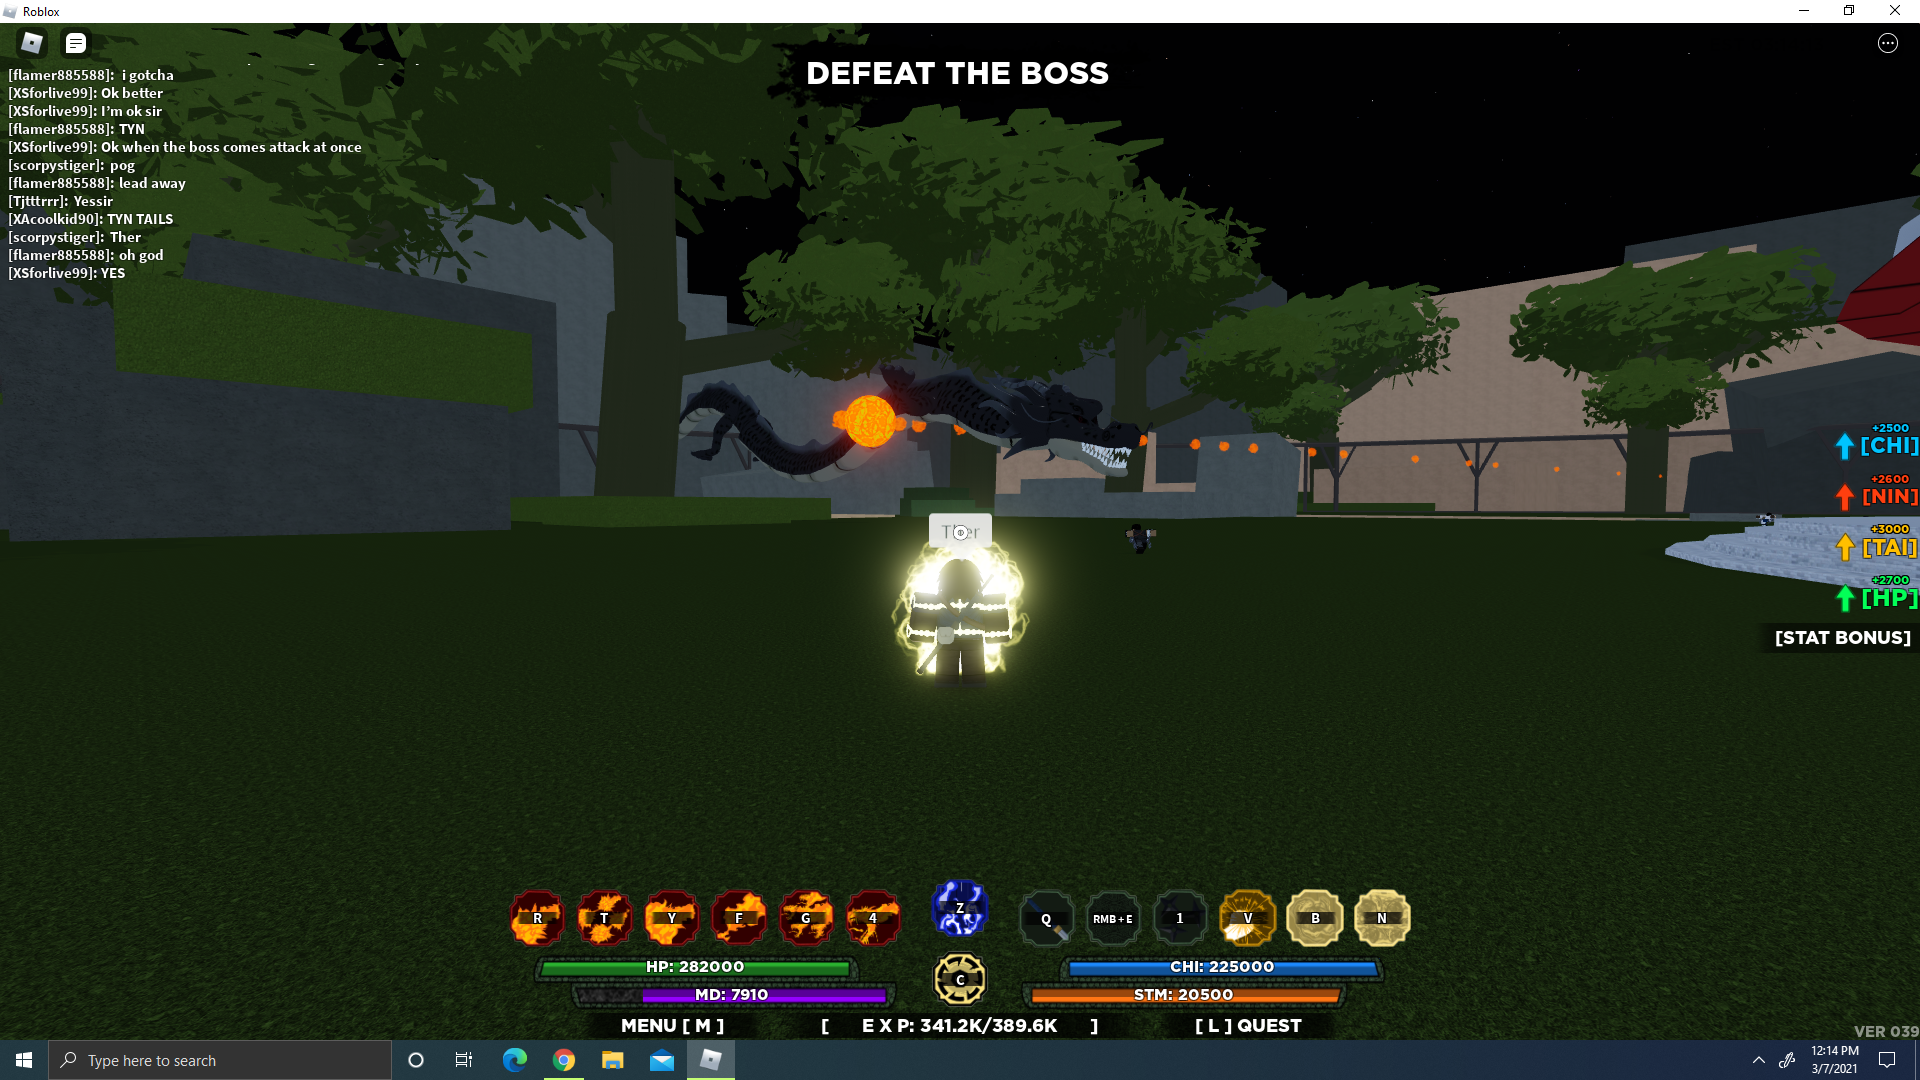 Roblox
DEFEAT THE BOSS
[flamer885588]: i gotcha
[XSforlive99]: Ok better
[XSforlive99]: I'm ok sir
[flamer885588]: TYN
[XSforlive99]: Ok when the boss comes attack at once
[scorpystiger]: pog
[flamer885588]: lead away
[Tjtttrrr]: Yessir
[XAcoolkid90]: TYN TAILS
[scorpystiger]: Ther
[flamer885588]: oh god
[XSforlive99]: YES
+2500
[CHI]
+2600
[NIN]
+3000
[TAI]
+2700
[HP]
[STAT BONUS]
Ther
R T Y F G 4 Z Q RMB+E 1 V B N
HP: 282000
C
CHI: 225000
MD: 7910
STM: 20500
MENU [ M ]
[ E X P: 341.2K/389.6K ]
[ L ] QUEST
VER 039
Type here to search
12:14 PM
3/7/2021